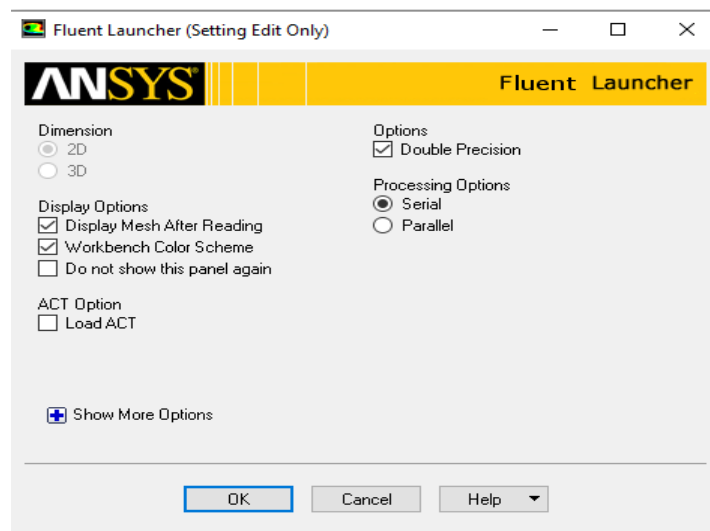 Fluent Launcher (Setting Edit Only)
ANSYS
Fluent Launcher
Dimension
2D
3D
Display Options
Display Mesh After Reading
Workbench Color Scheme
Do not show this panel again
ACT Option
Load ACT
Show More Options
Options
Double Precision
Processing Options
Serial
Parallel
OK
Cancel
Help